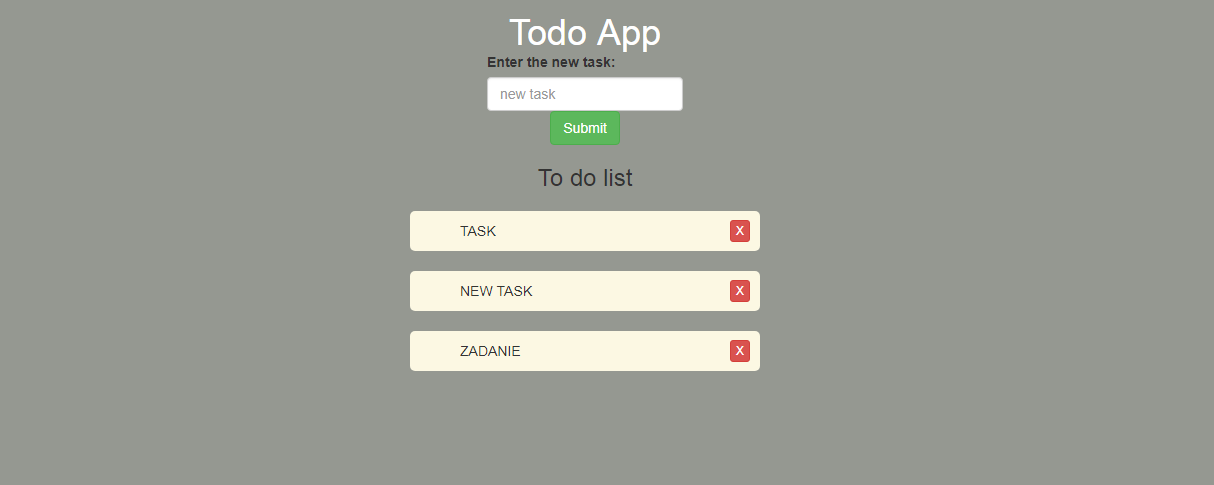 Todo App
Enter the new task:
new task
Submit
To do list
TASK X
NEW TASK X
ZADANIE X